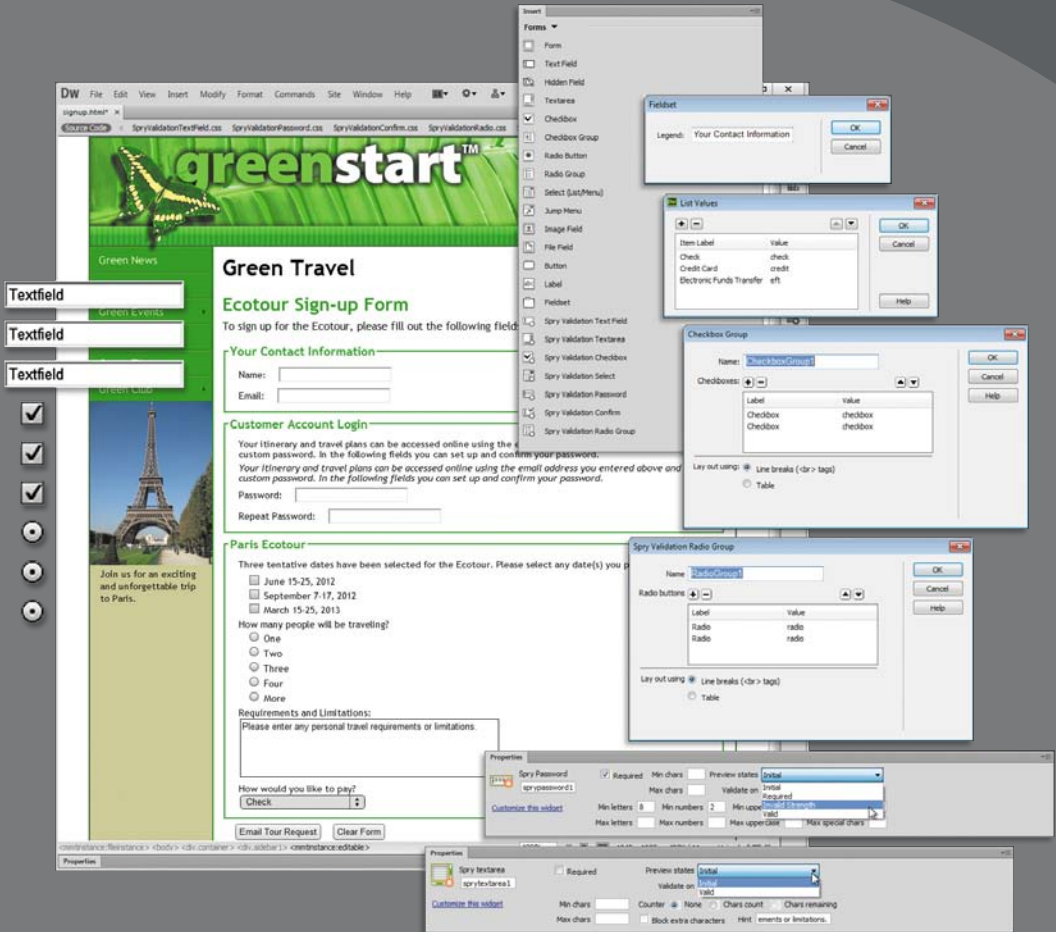 DW File Edit View Insert Modify Format Commands Site Window Help
signup.html* ×
Source Code SpryValidationTextField.css SpryValidationPassword.css SpryValidationConfirm.css SpryValidationRadio.css
greenstart™
Green News
Green Events
Green Club
Textfield
Textfield
Textfield
Join us for an exciting
and unforgettable trip
to Paris.
Green Travel
Ecotour Sign-up Form
To sign up for the Ecotour, please fill out the following field
Your Contact Information
Name:
Email:
Customer Account Login
Your itinerary and travel plans can be accessed online using the e
custom password. In the following fields you can set up and confirm your password.
Your itinerary and travel plans can be accessed online using the email address you entered above and
custom password. In the following fields you can set up and confirm your password.
Password:
Repeat Password:
Paris Ecotour
Three tentative dates have been selected for the Ecotour. Please select any date(s) you p
June 15-25, 2012
September 7-17, 2012
March 15-25, 2013
How many people will be traveling?
One
Two
Three
Four
More
Requirements and Limitations:
Please enter any personal travel requirements or limitations.
How would you like to pay?
Check
Email Tour Request Clear Form
<mmtinstance:fileinstance> <body> <div.container> <div.sidebar1> <mmtinstance:editable>
Properties
Insert
Forms
Form
Text Field
Hidden Field
Textarea
Checkbox
Checkbox Group
Radio Button
Radio Group
Select (List/Menu)
Jump Menu
Image Field
File Field
Button
Label
Fieldset
Spry Validation Text Field
Spry Validation Textarea
Spry Validation Checkbox
Spry Validation Select
Spry Validation Password
Spry Validation Confirm
Spry Validation Radio Group
Fieldset
Legend: Your Contact Information
OK
Cancel
List Values
Item Label Value
Check check
Credit Card credit
Electronic Funds Transfer eft
OK
Cancel
Help
Checkbox Group
Name: CheckboxGroup1
Checkboxes:
Label Value
Checkbox checkbox
Checkbox checkbox
Lay out using: Line breaks (<br> tags)
Table
OK
Cancel
Help
Spry Validation Radio Group
Name RadioGroup1
Radio buttons
Label Value
Radio radio
Radio radio
Lay out using Line breaks (<br> tags)
Table
OK
Cancel
Help
Properties
Spry Password Required Min chars Preview states Initial
sprypassword1 Max chars Validate on
Initial
Required
Invalid Strength
Valid
Customize this widget Min letters 8 Min numbers 2 Min uppe
Max letters Max numbers Max uppercase Max special chars
Properties
Spry textarea Required Preview states Initial
sprytextarea1 Validate on
Initial
Valid
Customize this widget Min chars Counter None Chars count Chars remaining
Max chars Block extra characters Hint ements or limitations.